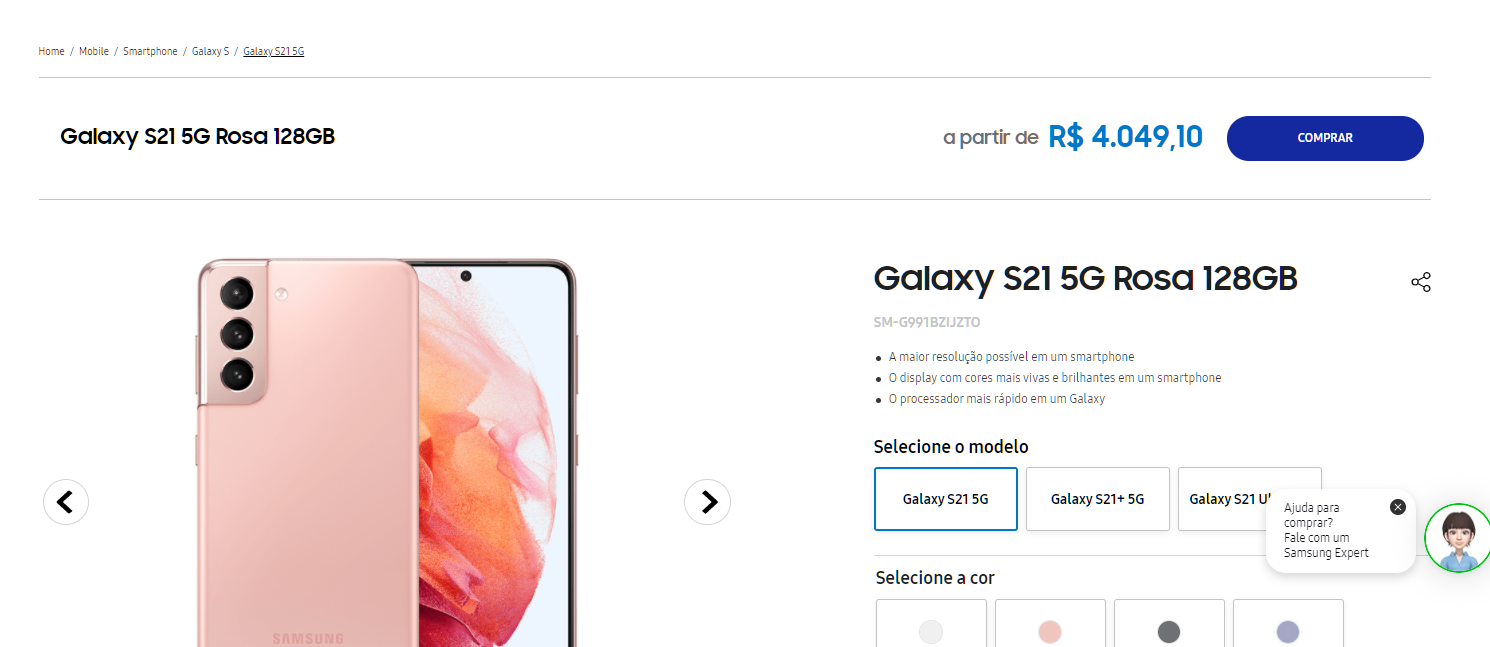 Home / Mobile / Smartphone / Galaxy S / Galaxy S21 5G
Galaxy S21 5G Rosa 128GB
a partir de R$ 4.049,10
COMPRAR
Galaxy S21 5G Rosa 128GB
SM-G991BZIJZTO
A maior resolução possível em um smartphone
O display com cores mais vivas e brilhantes em um smartphone
O processador mais rápido em um Galaxy
Selecione o modelo
Galaxy S21 5G
Galaxy S21+ 5G
Galaxy S21
Ajuda para
comprar?
Fale com um
Samsung Expert
Selecione a cor
SAMSUNG